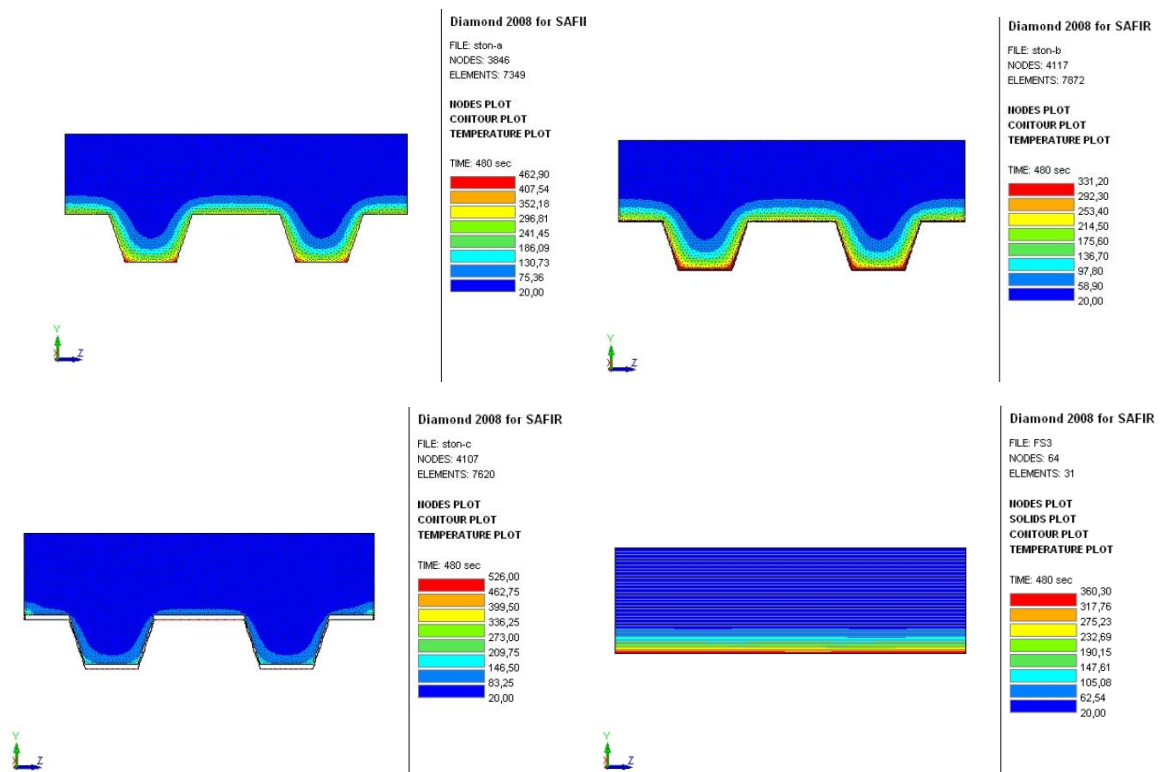 Diamond 2008 for SAFII
FILE: ston-a
NODES: 3846
ELEMENTS: 7349
NODES PLOT
CONTOUR PLOT
TEMPERATURE PLOT
TIME: 480 sec
462,90
407,54
352,18
296,81
241,45
186,09
130,73
75,36
20,00
Y
X
Z
Diamond 2008 for SAFIR
FILE: ston-b
NODES: 4117
ELEMENTS: 7872
NODES PLOT
CONTOUR PLOT
TEMPERATURE PLOT
TIME: 480 sec
331,20
292,30
253,40
214,50
175,60
136,70
97,80
58,90
20,00
Y
X
Z
Diamond 2008 for SAFIR
FILE: ston-c
NODES: 4107
ELEMENTS: 7620
NODES PLOT
CONTOUR PLOT
TEMPERATURE PLOT
TIME: 480 sec
526,00
462,75
399,50
336,25
273,00
209,75
146,50
83,25
20,00
Y
X
Z
Diamond 2008 for SAFIR
FILE: FS3
NODES: 64
ELEMENTS: 31
NODES PLOT
SOLIDS PLOT
CONTOUR PLOT
TEMPERATURE PLOT
TIME: 480 sec
360,30
317,76
275,23
232,69
190,15
147,61
105,08
62,54
20,00
Y
X
Z